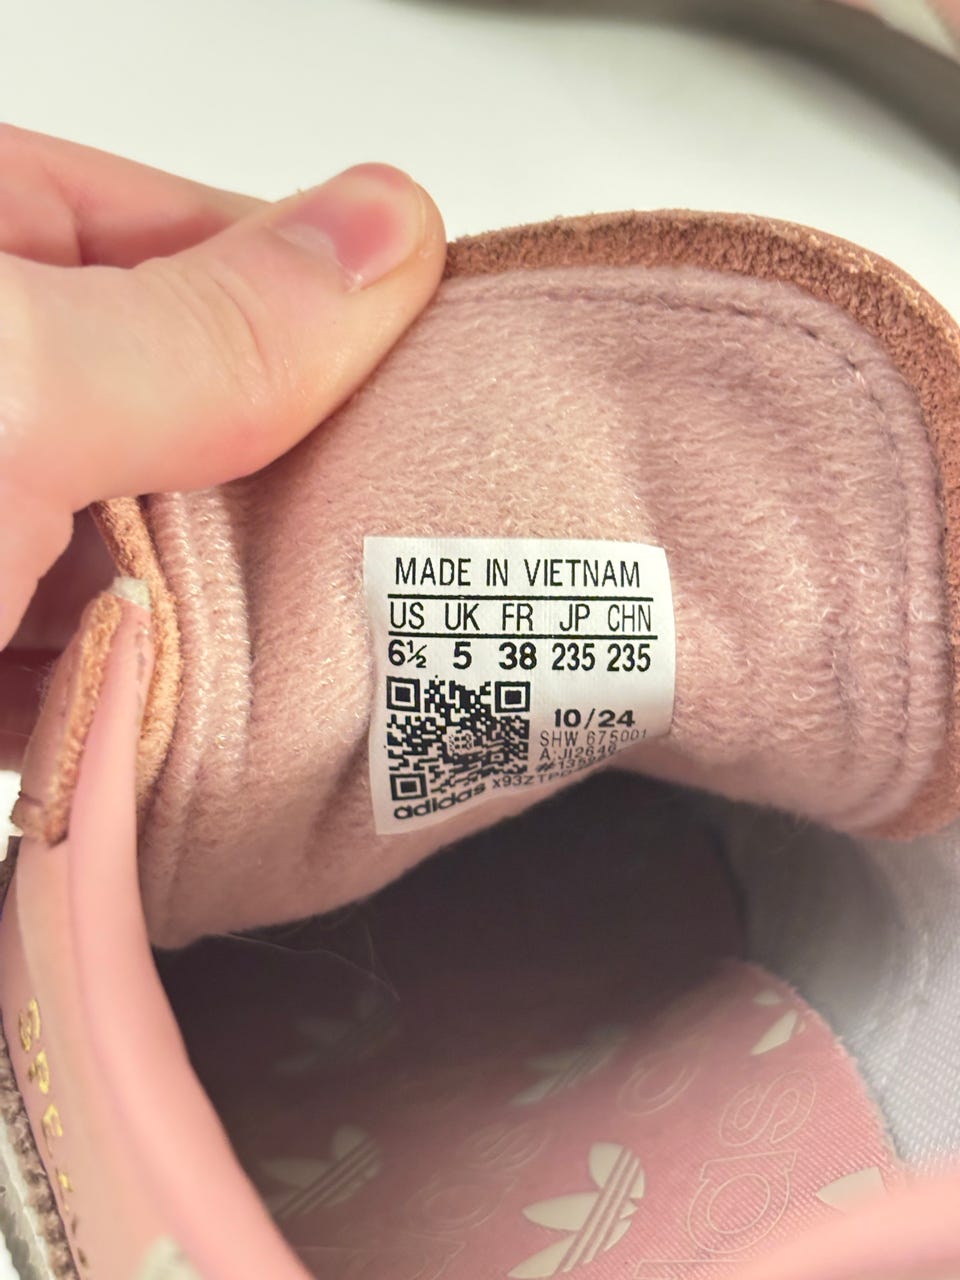 MADE IN VIETNAM
US UK FR JP CHN
6½ 5 38 235 235
10/24
SHW 675001
adidas
das